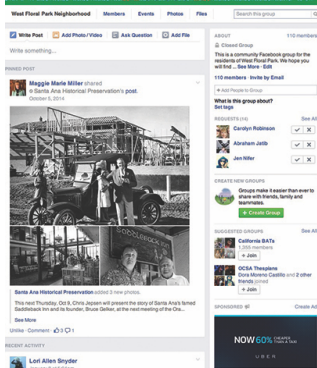 West Floral Park Neighborhood Members Events Photos Files Search this group
Write Post Add Photo / Video Ask Question Add File
Write something...
PINNED POST
Maggie Marie Miller shared
Santa Ana Historical Preservation's post.
October 5, 2014
SADDLEBACK
Santa Ana Historical Preservation added 3 new photos.
This next Thursday, Oct 9, Chris Jepsen will present the story of Santa Ana's famed
Saddleback Inn and its founder, Bruce Gelker, at the next meeting of the Ora...
See More
Unlike · Comment · 3 1
RECENT ACTIVITY
Lori Allen Snyder
ABOUT 110 members
Closed Group
This is a community Facebook group for the
residents of West Floral Park. We hope you
will find ... See More · Edit
110 members · Invite by Email
+ Add People to Group
What is this group about?
Set tags
REQUESTS (14) See All
Carolyn Robinson
Abraham Jatib
Jen Nifer
CREATE NEW GROUPS
Groups make it easier than ever to
share with friends, family and
teammates.
+ Create Group
SUGGESTED GROUPS See All
California BATs
1,355 members
+ Join
OCSA Thespians
Dora Moreno Castillo and 2 other
friends joined
+ Join
SPONSORED Create Ad
NOW 60% CHEAPER
THAN A TAXI
UBER